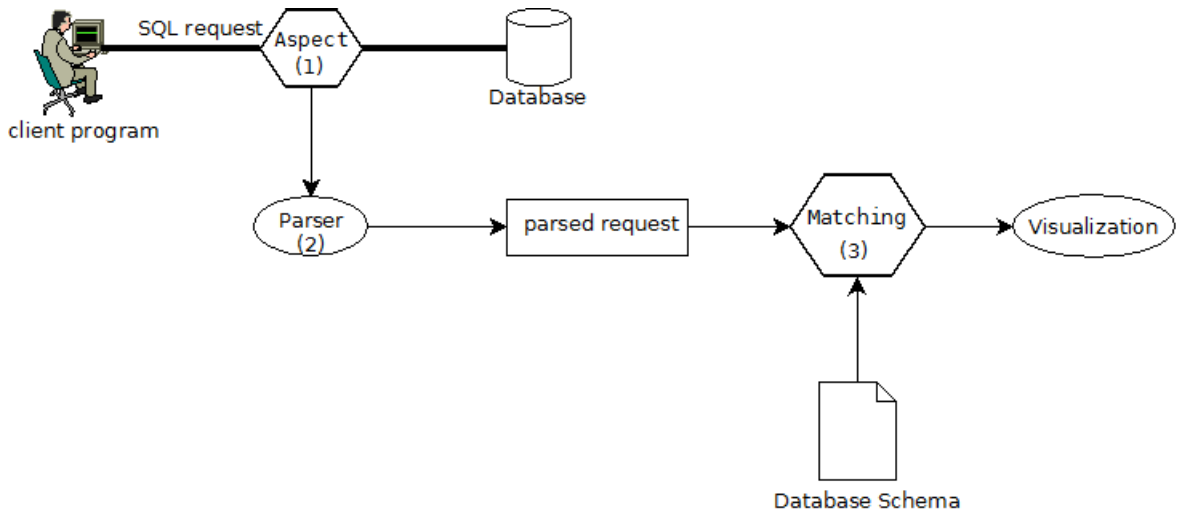 SQL request
Aspect
(1)
Database
client program
Parser
(2)
parsed request
Matching
(3)
Visualization
Database Schema